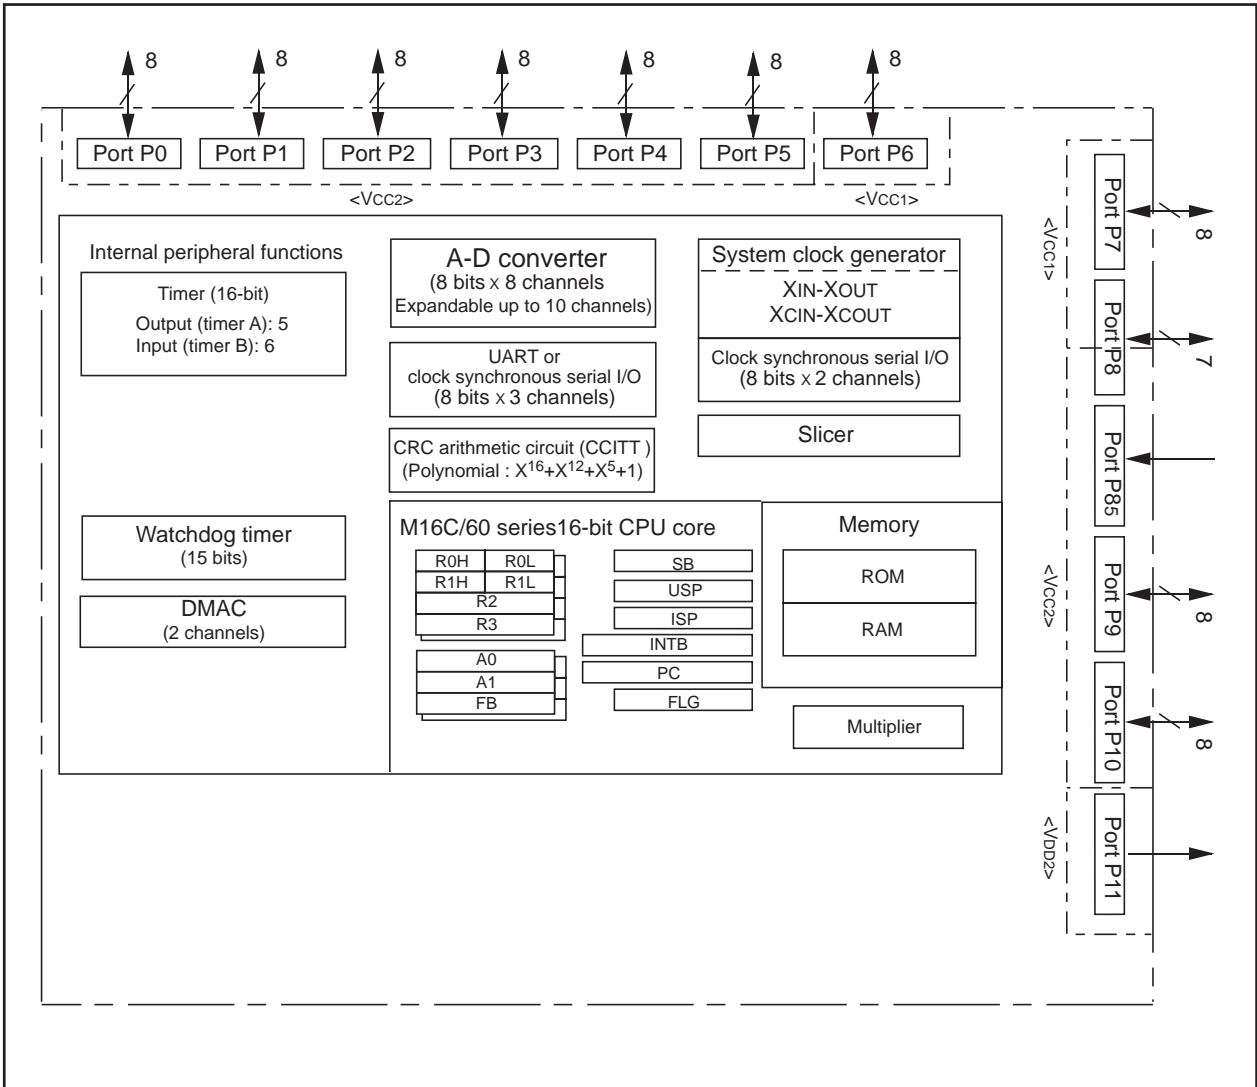 8 8 8 8 8 8 8
Port P0 Port P1 Port P2 Port P3 Port P4 Port P5 Port P6
<VCC2> <VCC1>
Internal peripheral functions
Timer (16-bit)
Output (timer A): 5
Input (timer B): 6
Watchdog timer
(15 bits)
DMAC
(2 channels)
A-D converter
(8 bits x 8 channels
Expandable up to 10 channels)
UART or
clock synchronous serial I/O
(8 bits x 3 channels)
CRC arithmetic circuit (CCITT )
(Polynomial : X16+X12+X5+1)
System clock generator
XIN-XOUT
XCIN-XCOUT
Clock synchronous serial I/O
(8 bits x 2 channels)
Slicer
M16C/60 series16-bit CPU core
R0H R0L
R1H R1L
R2
R3
A0
A1
FB
SB
USP
ISP
INTB
PC
FLG
Memory
ROM
RAM
Multiplier
<VCC1>
Port P7
8
Port P8
7
Port P85
<VCC2>
Port P9
8
Port P10
8
<VDD2>
Port P11